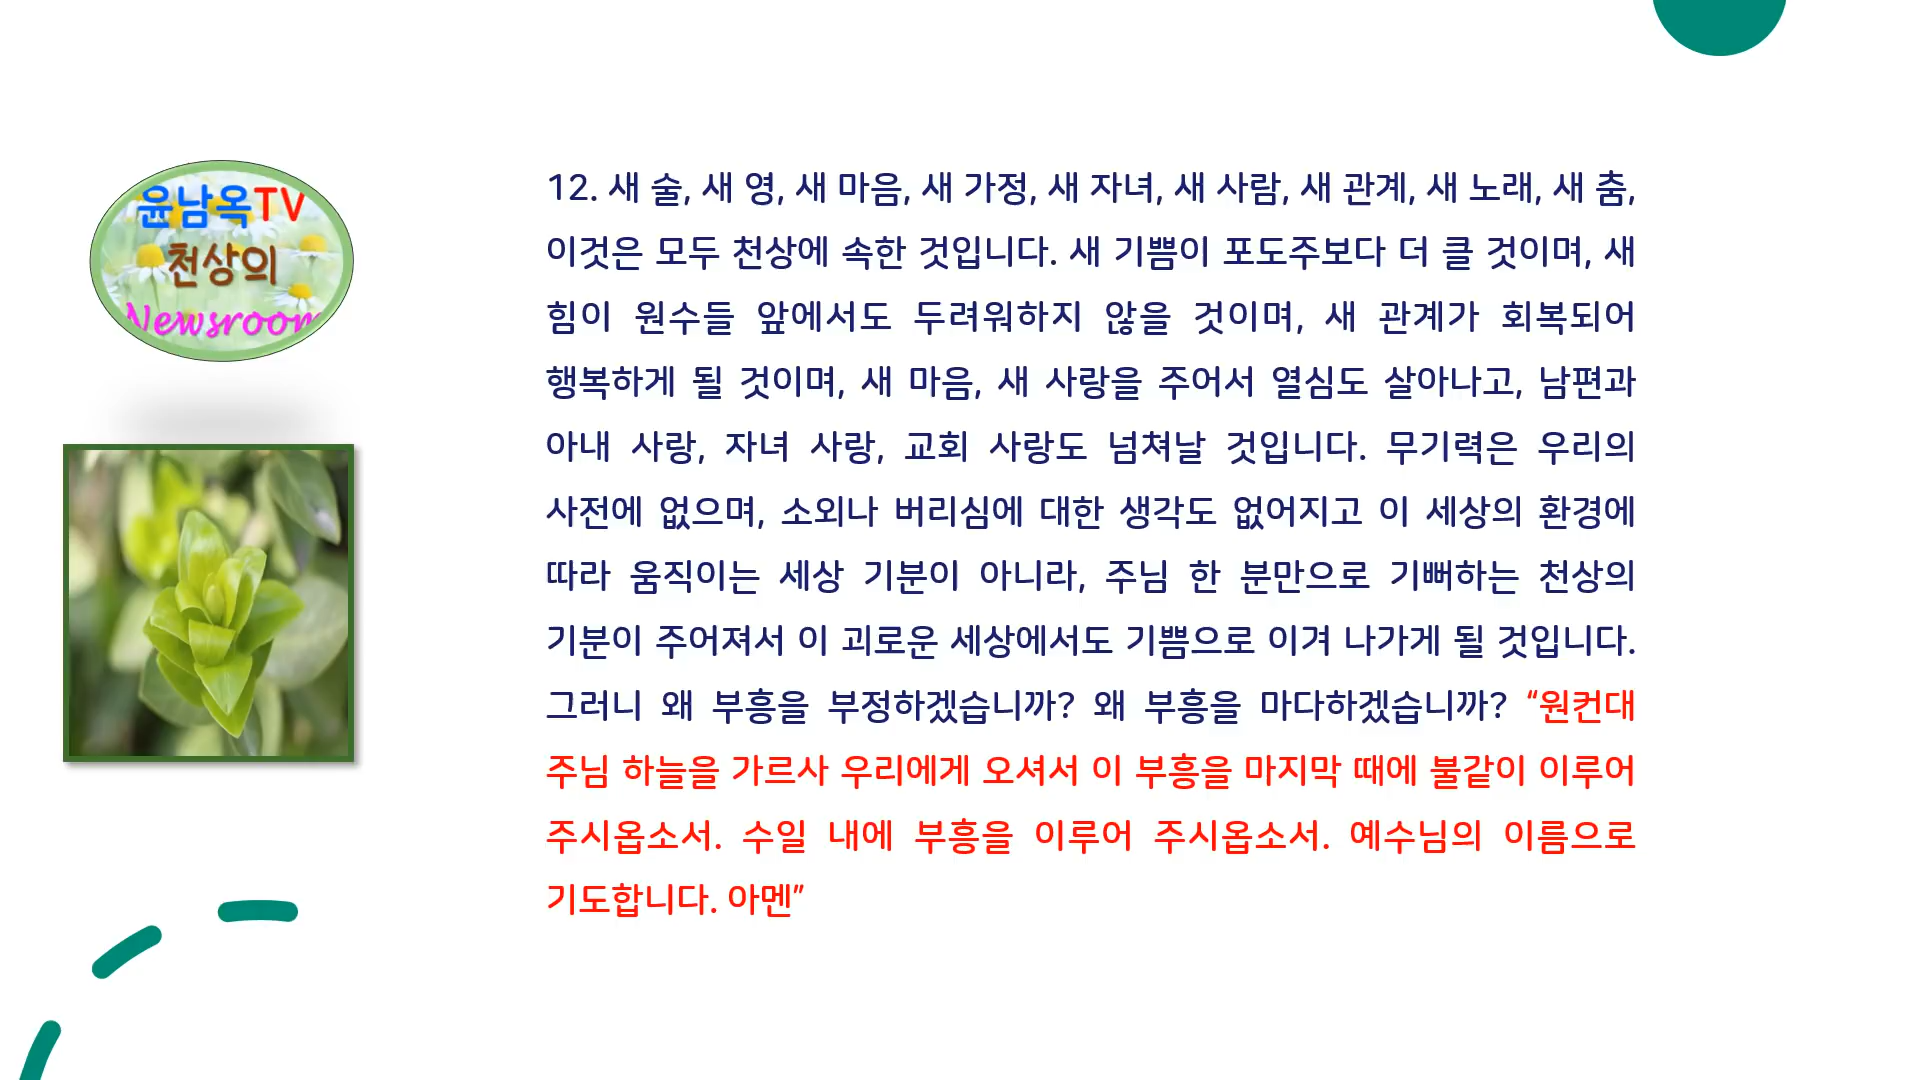 윤남옥TV
천상의
Newsroom
12. 새 술, 새 영, 새 마음, 새 가정, 새 자녀, 새 사람, 새 관계, 새 노래, 새 춤,
이것은 모두 천상에 속한 것입니다. 새 기쁨이 포도주보다 더 클 것이며, 새
힘이 원수들 앞에서도 두려워하지 않을 것이며, 새 관계가 회복되어
행복하게 될 것이며, 새 마음, 새 사랑을 주어서 열심도 살아나고, 남편과
아내 사랑, 자녀 사랑, 교회 사랑도 넘쳐날 것입니다. 무기력은 우리의
사전에 없으며, 소외나 버리심에 대한 생각도 없어지고 이 세상의 환경에
따라 움직이는 세상 기분이 아니라, 주님 한 분만으로 기뻐하는 천상의
기분이 주어져서 이 괴로운 세상에서도 기쁨으로 이겨 나가게 될 것입니다.
그러니 왜 부흥을 부정하겠습니까? 왜 부흥을 마다하겠습니까? “원컨대
주님 하늘을 가르사 우리에게 오셔서 이 부흥을 마지막 때에 불같이 이루어
주시옵소서. 수일 내에 부흥을 이루어 주시옵소서. 예수님의 이름으로
기도합니다. 아멘”